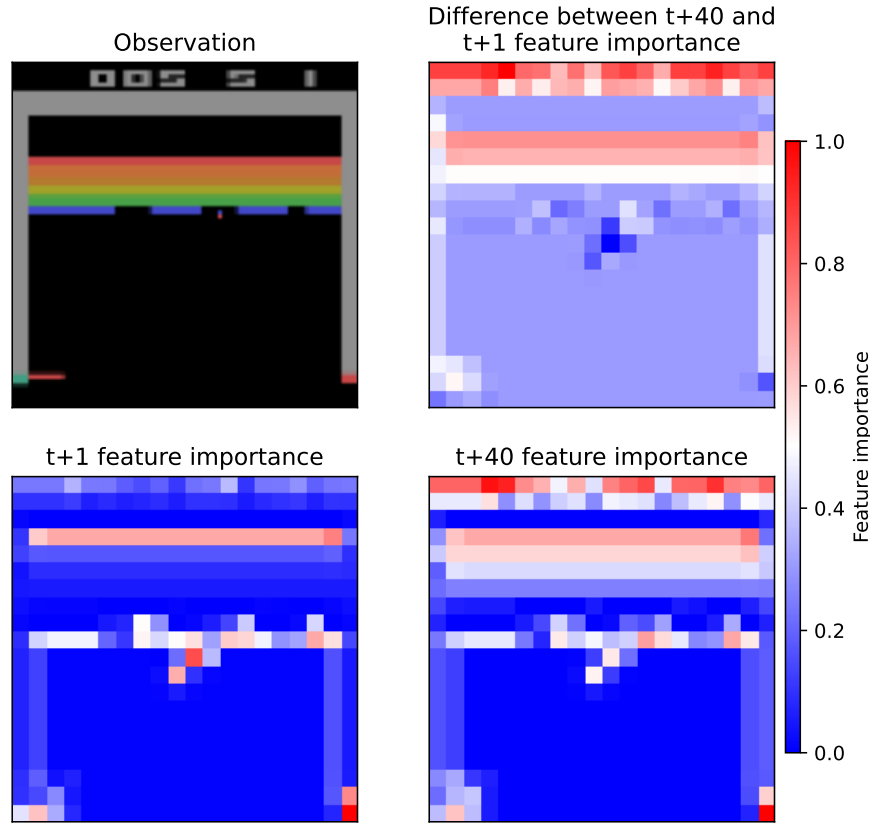 Observation
Difference between t+40 and
t+1 feature importance
005 5 1
t+1 feature importance
t+40 feature importance
1.0
0.8
0.6
0.4
0.2
0.0
Feature importance